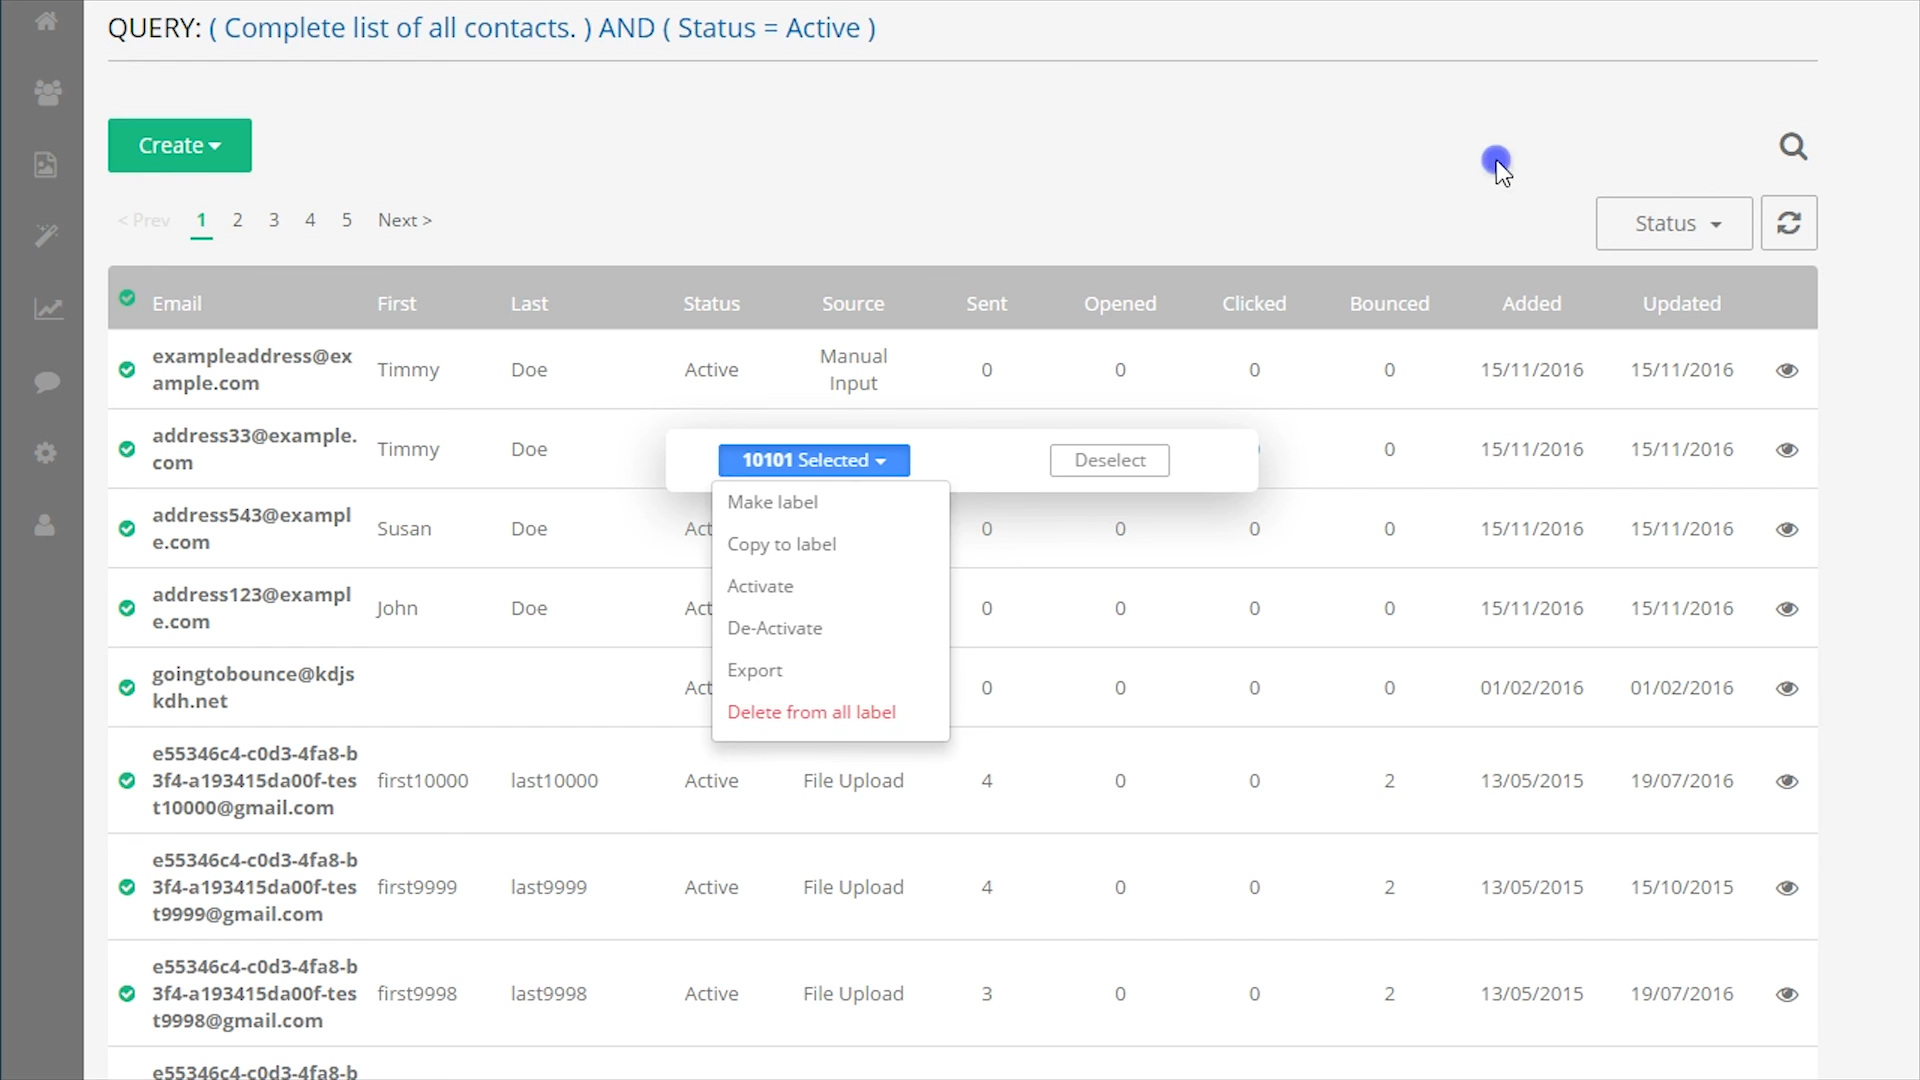 QUERY: ( Complete list of all contacts. ) AND ( Status = Active )
Create
< Prev 1 2 3 4 5 Next >
Status
Email First Last Status Source Sent Opened Clicked Bounced Added Updated
exampleaddress@ex
ample.com
Timmy Doe Active
Manual
Input
0 0 0 0 15/11/2016 15/11/2016
address33@example.
com
Timmy Doe
0 15/11/2016 15/11/2016
10101 Selected
Deselect
Make label
Copy to label
Activate
De-Activate
Export
Delete from all label
address543@exampl
e.com
Susan Doe Act 0 0 0 0 15/11/2016 15/11/2016
address123@exampl
e.com
John Doe Act 0 0 0 0 15/11/2016 15/11/2016
goingtobounce@kdjs
kdh.net
Act 0 0 0 0 01/02/2016 01/02/2016
e55346c4-c0d3-4fa8-b
3f4-a193415da00f-tes
t10000@gmail.com
first10000 last10000 Active File Upload 4 0 0 2 13/05/2015 19/07/2016
e55346c4-c0d3-4fa8-b
3f4-a193415da00f-tes
t9999@gmail.com
first9999 last9999 Active File Upload 4 0 0 2 13/05/2015 15/10/2015
e55346c4-c0d3-4fa8-b
3f4-a193415da00f-tes
t9998@gmail.com
first9998 last9998 Active File Upload 3 0 0 2 13/05/2015 19/07/2016
e55346c4-c0d3-4fa8-b